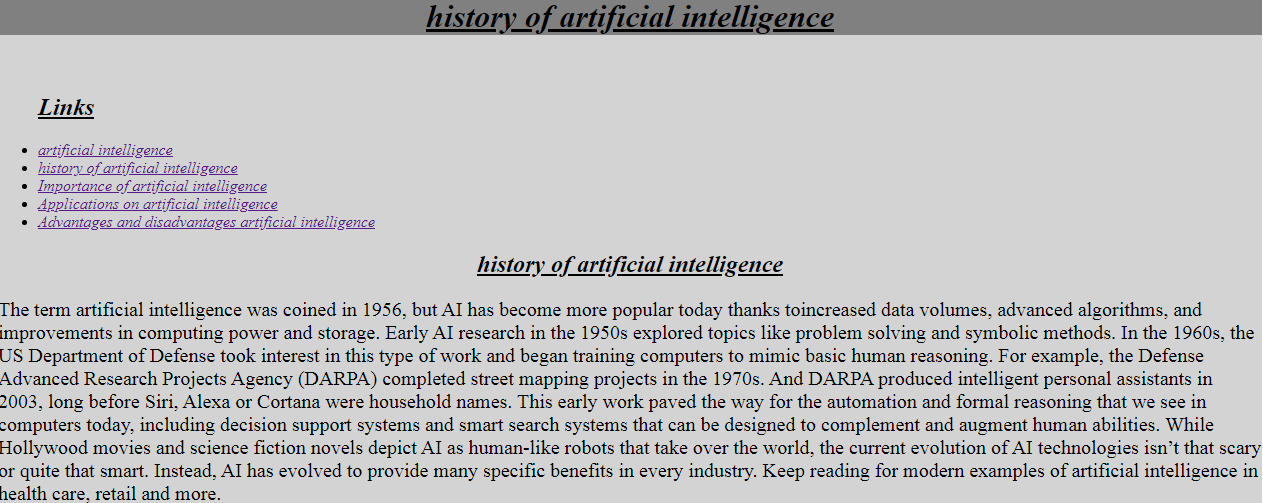 history of artificial intelligence
Links
artificial intelligence
history of artificial intelligence
Importance of artificial intelligence
Applications on artificial intelligence
Advantages and disadvantages artificial intelligence
history of artificial intelligence
The term artificial intelligence was coined in 1956, but AI has become more popular today thanks toincreased data volumes, advanced algorithms, and
improvements in computing power and storage. Early AI research in the 1950s explored topics like problem solving and symbolic methods. In the 1960s, the
US Department of Defense took interest in this type of work and began training computers to mimic basic human reasoning. For example, the Defense
Advanced Research Projects Agency (DARPA) completed street mapping projects in the 1970s. And DARPA produced intelligent personal assistants in
2003, long before Siri, Alexa or Cortana were household names. This early work paved the way for the automation and formal reasoning that we see in
computers today, including decision support systems and smart search systems that can be designed to complement and augment human abilities. While
Hollywood movies and science fiction novels depict AI as human-like robots that take over the world, the current evolution of AI technologies isn’t that scary
or quite that smart. Instead, AI has evolved to provide many specific benefits in every industry. Keep reading for modern examples of artificial intelligence in
health care, retail and more.